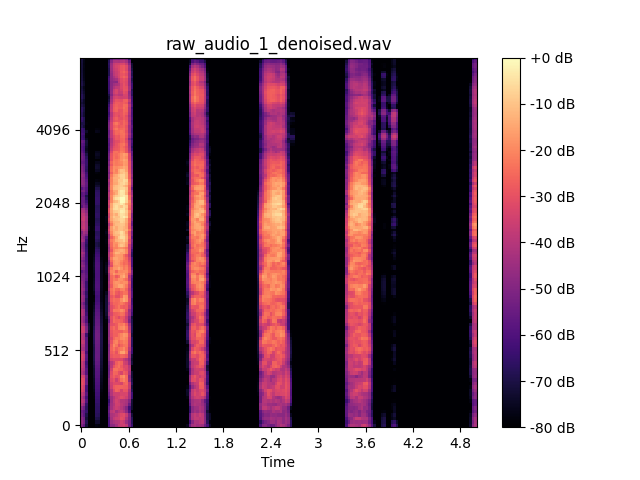 raw_audio_1_denoised.wav
Hz
4096
2048
1024
512
0
0 0.6 1.2 1.8 2.4 3 3.6 4.2 4.8
Time
+0 dB
-10 dB
-20 dB
-30 dB
-40 dB
-50 dB
-60 dB
-70 dB
-80 dB